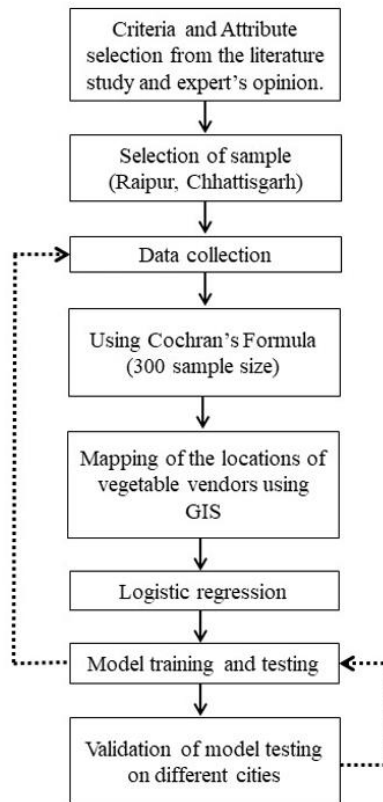 Criteria and Attribute
selection from the literature
study and expert's opinion.
Selection of sample
(Raipur, Chhattisgarh)
Data collection
Using Cochran's Formula
(300 sample size)
Mapping of the locations of
vegetable vendors using
GIS
Logistic regression
Model training and testing
Validation of model testing
on different cities